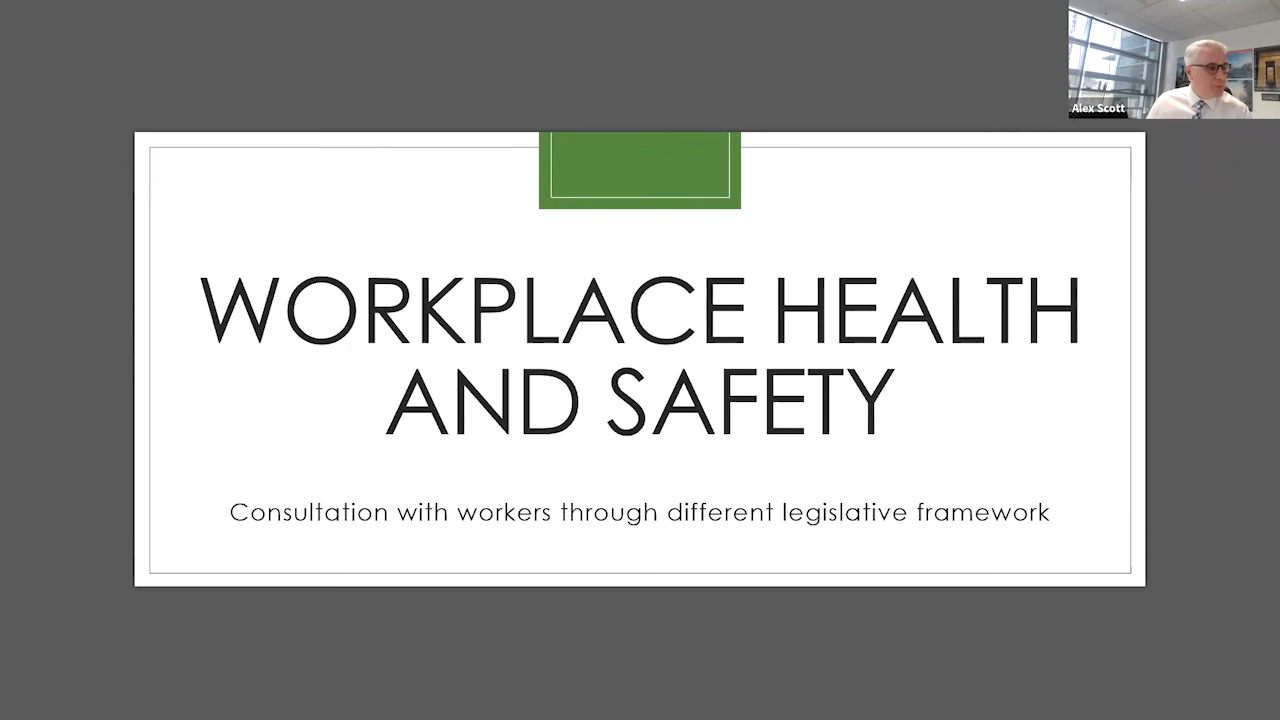 Alex Scott
WORKPLACE HEALTH
AND SAFETY
Consultation with workers through different legislative framework